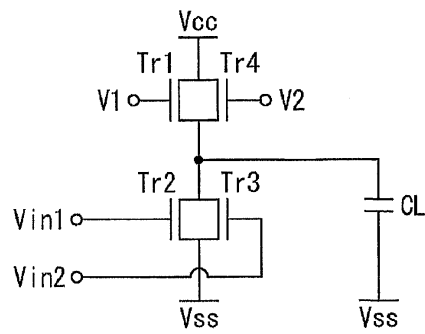 Vcc
Tr1 Tr4
V1 V2
Tr2 Tr3
Vin1
CL
Vin2
Vss Vss